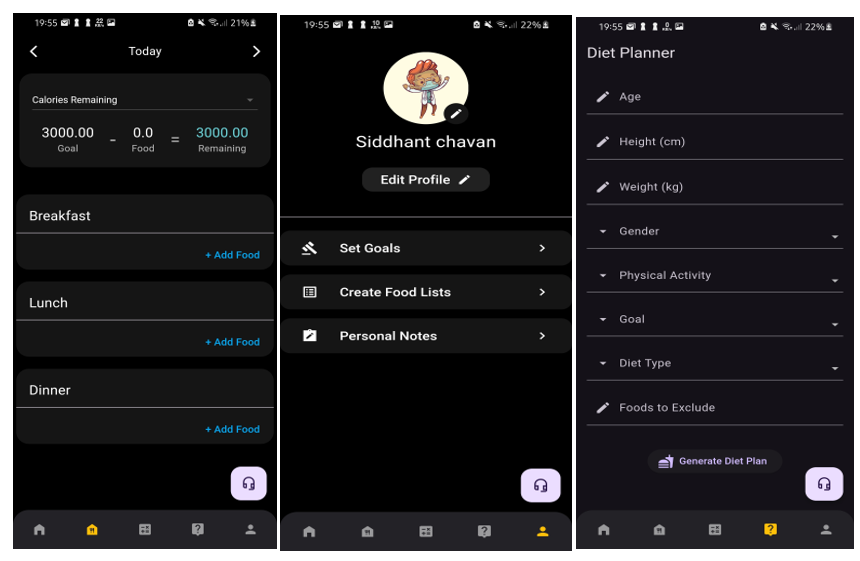 19:55 21%
Today
Calories Remaining
3000.00 - 0.0 = 3000.00
Goal Food Remaining
Breakfast
+ Add Food
Lunch
+ Add Food
Dinner
+ Add Food
19:55 22%
Siddhant chavan
Edit Profile
Set Goals
Create Food Lists
Personal Notes
19:55 22%
Diet Planner
Age
Height (cm)
Weight (kg)
Gender
Physical Activity
Goal
Diet Type
Foods to Exclude
Generate Diet Plan